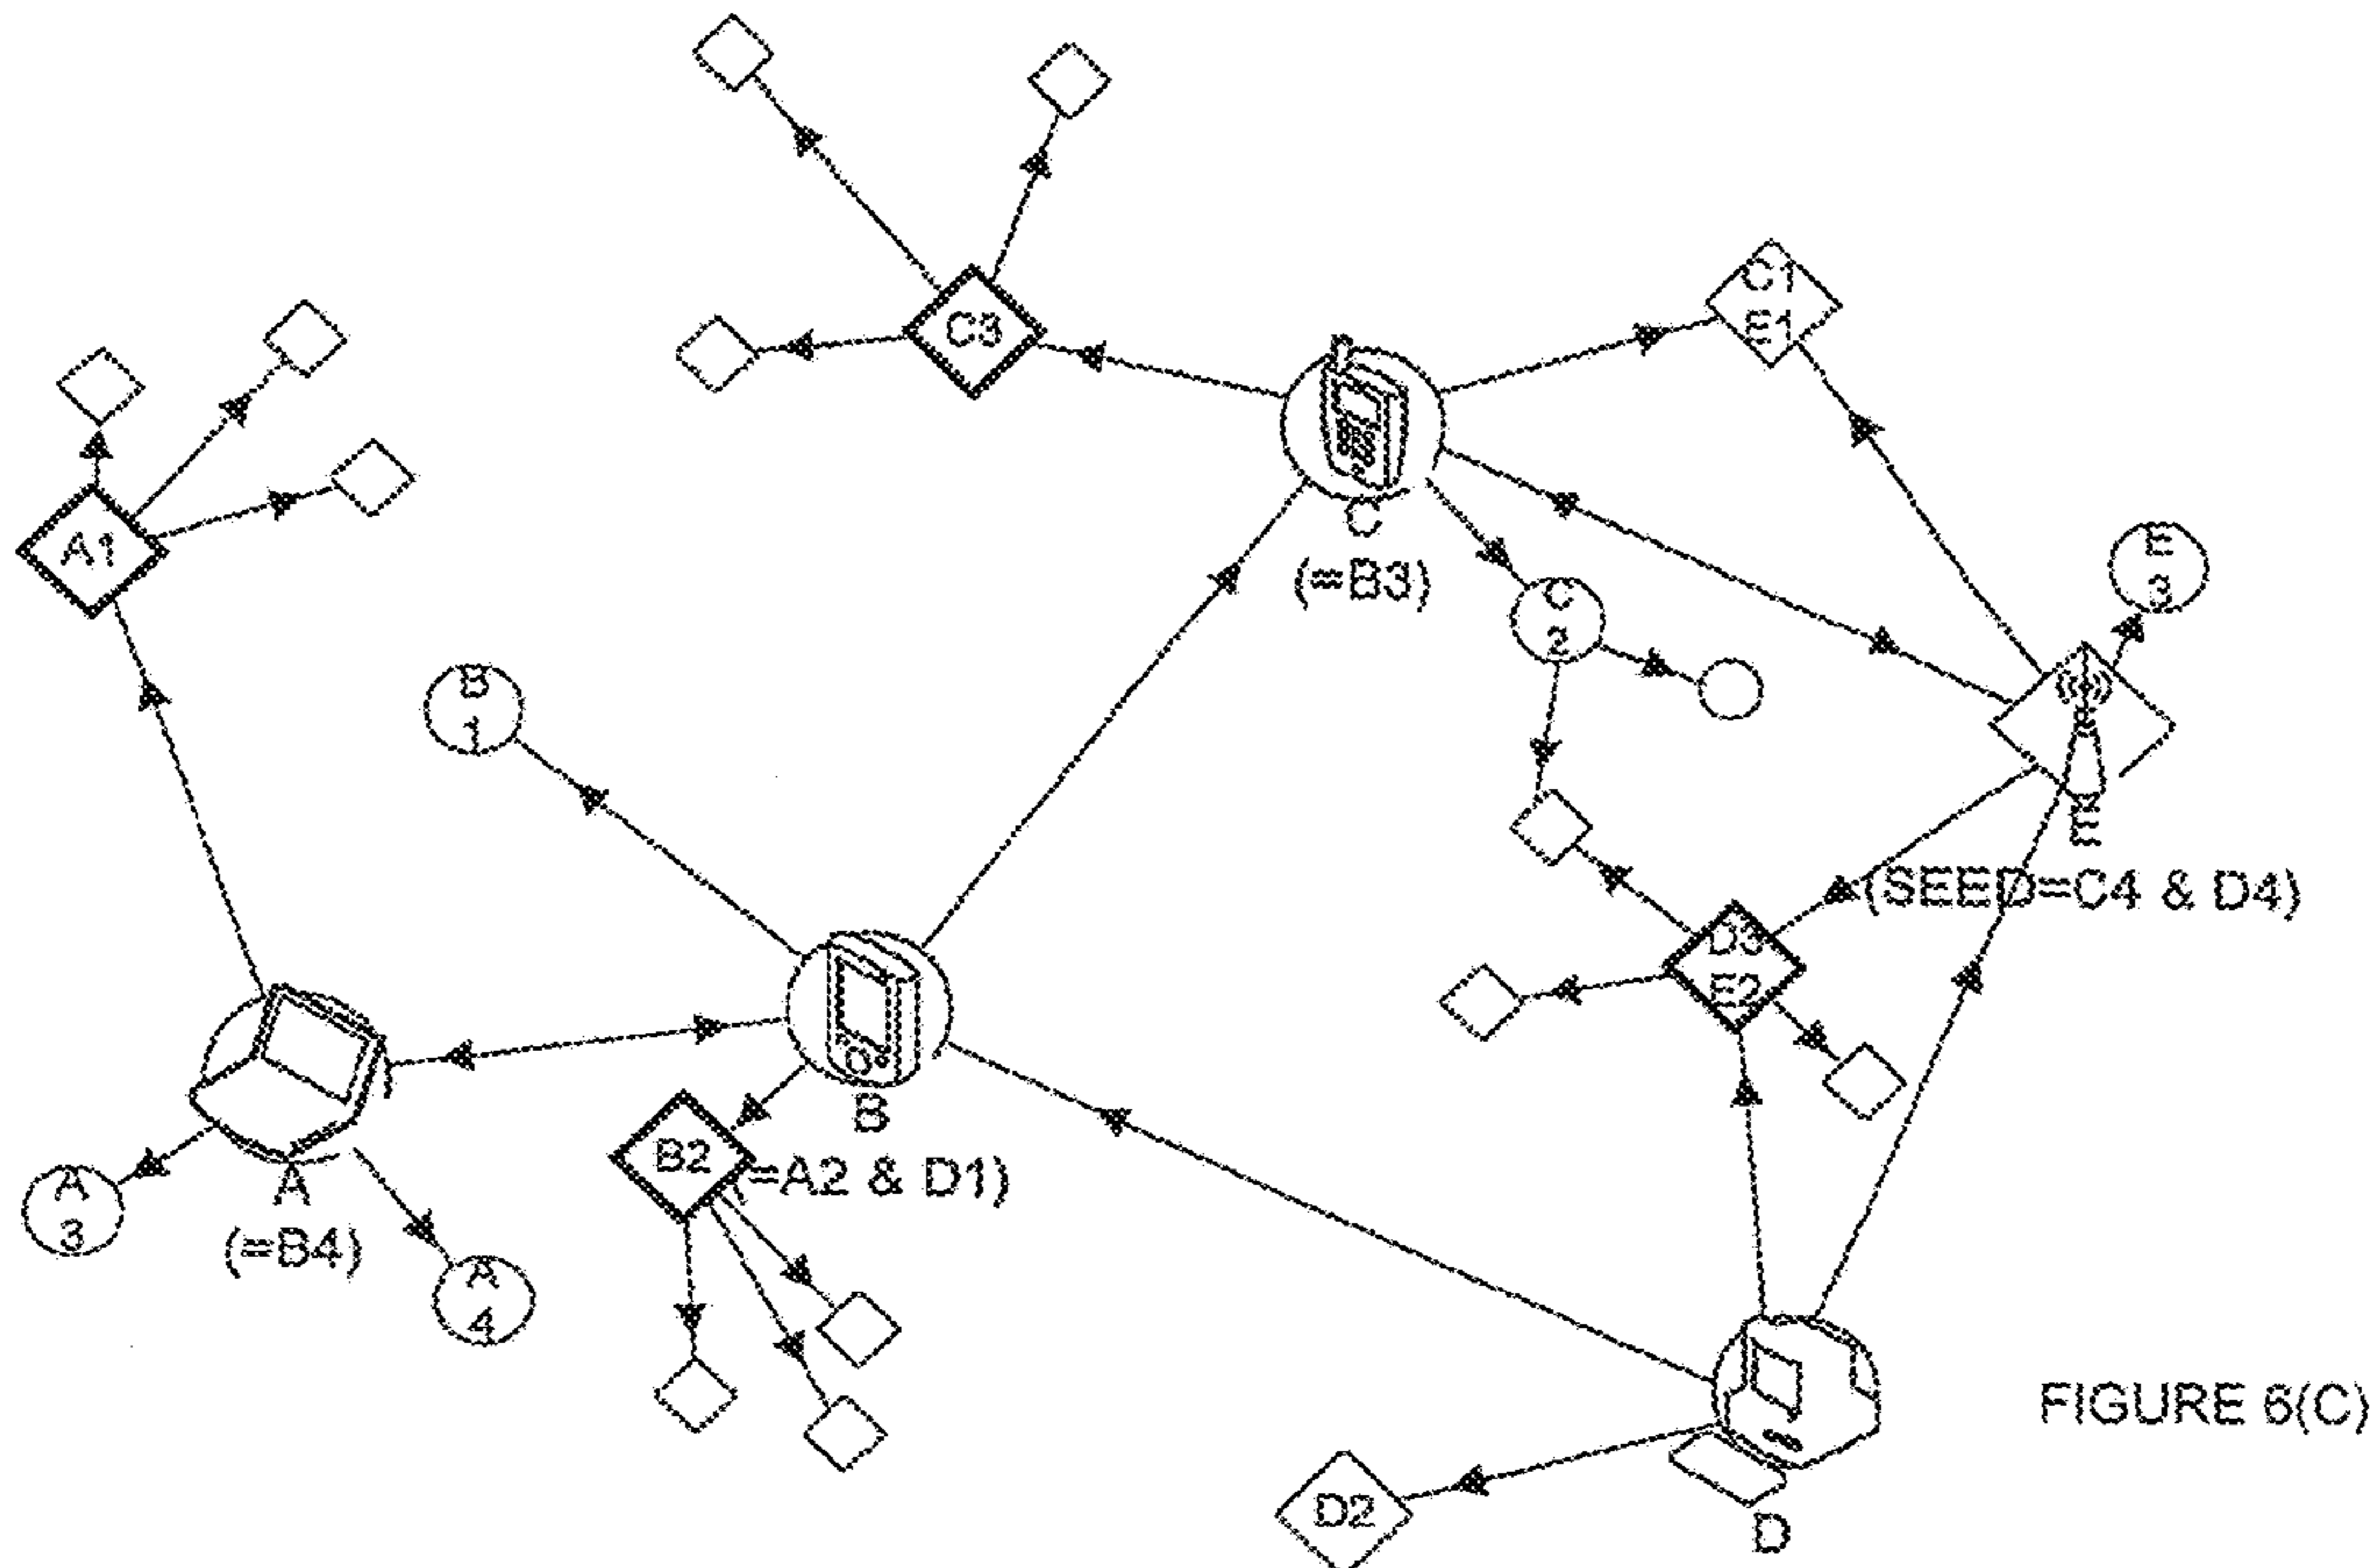 C1
E1
C3
C
(=B3)
E
3
A1
C
2
B
1
E
(SEED=C4 & D4)
D3
E2
B
B2
=A2 & D1)
A
3
A
(=B4)
A
4
FIGURE 6(C)
D2
D